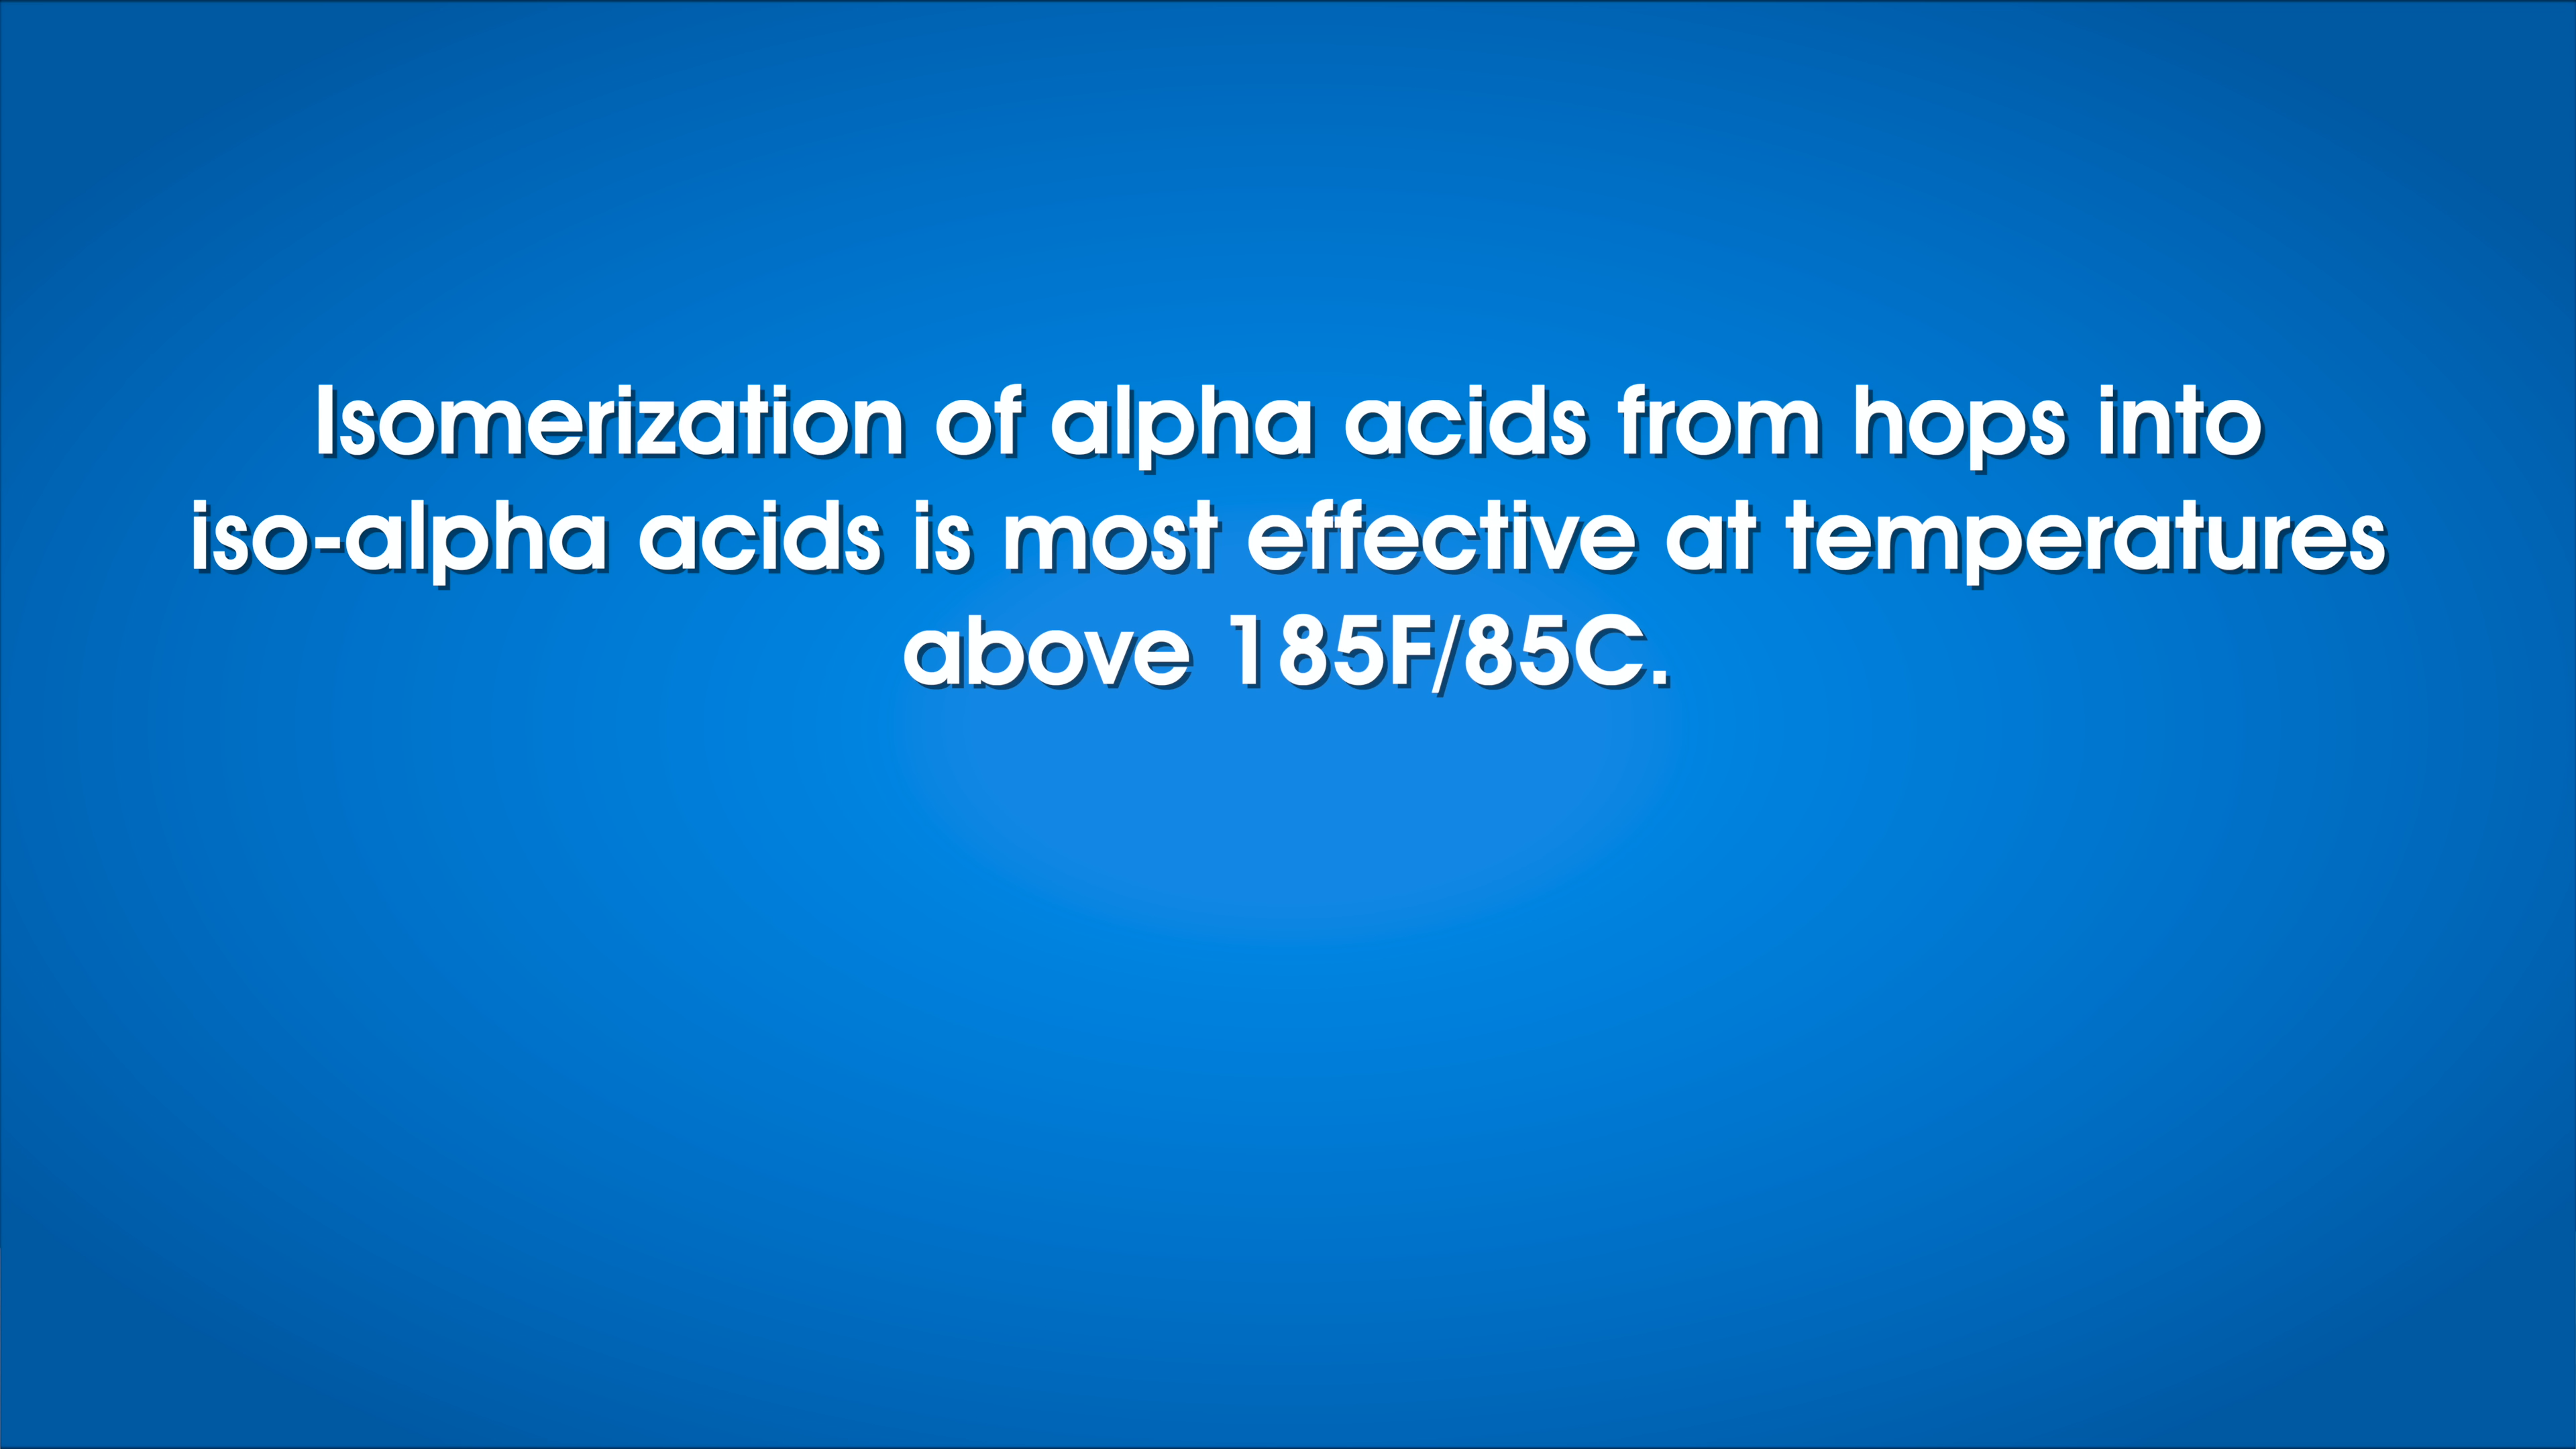 Isomerization of alpha acids from hops into
iso-alpha acids is most effective at temperatures
above 185F/85C.